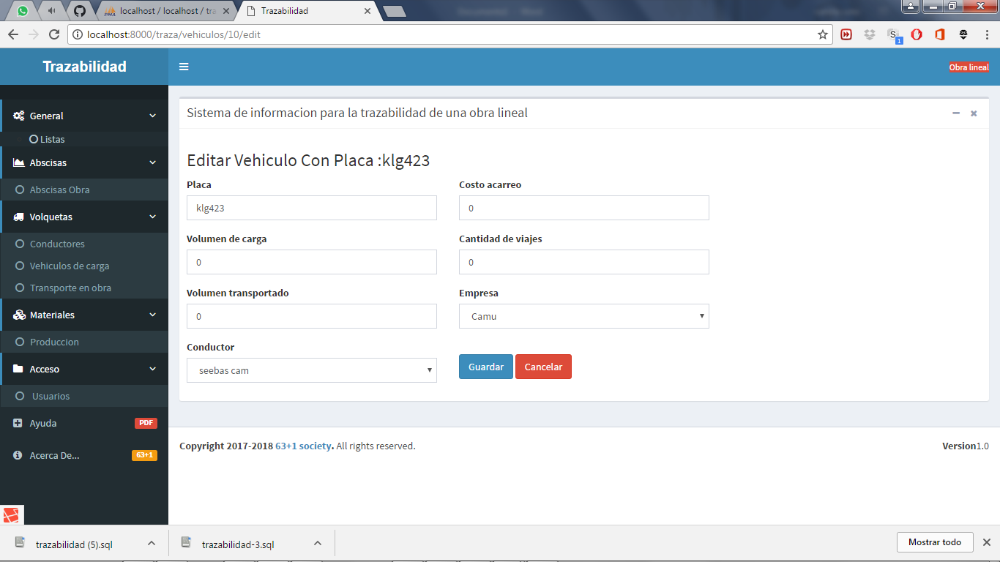 localhost / localhost / tra
Trazabilidad
localhost:8000/traza/vehiculos/10/edit
Trazabilidad
Obra lineal
General
Listas
Abscisas
Abscisas Obra
Volquetas
Conductores
Vehiculos de carga
Transporte en obra
Materiales
Produccion
Acceso
Usuarios
Ayuda
PDF
Acerca De...
63+1
Sistema de informacion para la trazabilidad de una obra lineal
Editar Vehiculo Con Placa :klg423
Placa
klg423
Costo acarreo
0
Volumen de carga
0
Cantidad de viajes
0
Volumen transportado
0
Empresa
Camu
Conductor
seebas cam
Guardar
Cancelar
Copyright 2017-2018 63+1 society. All rights reserved.
Version1.0
trazabilidad (5).sql
trazabilidad-3.sql
Mostrar todo